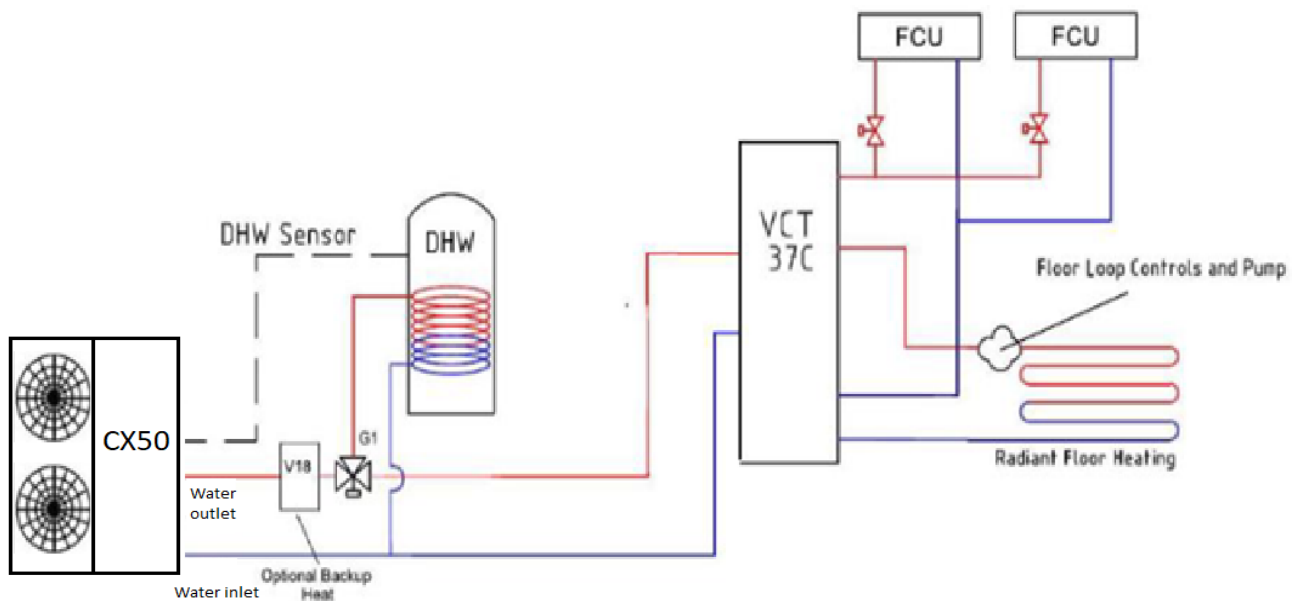 FCU
FCU
VCT
37C
DHW Sensor
DHW
Floor Loop Controls and Pump
CX50
G1
V18
Radiant Floor Heating
Water
outlet
Optional Backup
Heat
Water inlet